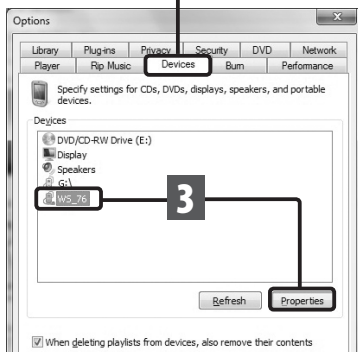 Options
x
Library Plug-ins Privacy Security DVD Network
Player Rip Music Devices Burn Performance
Specify settings for CDs, DVDs, displays, speakers, and portable
devices.
Devices
DVD/CD-RW Drive (E:)
Display
Speakers
G:\
WS_76
3
Refresh Properties
When deleting playlists from devices, also remove their contents